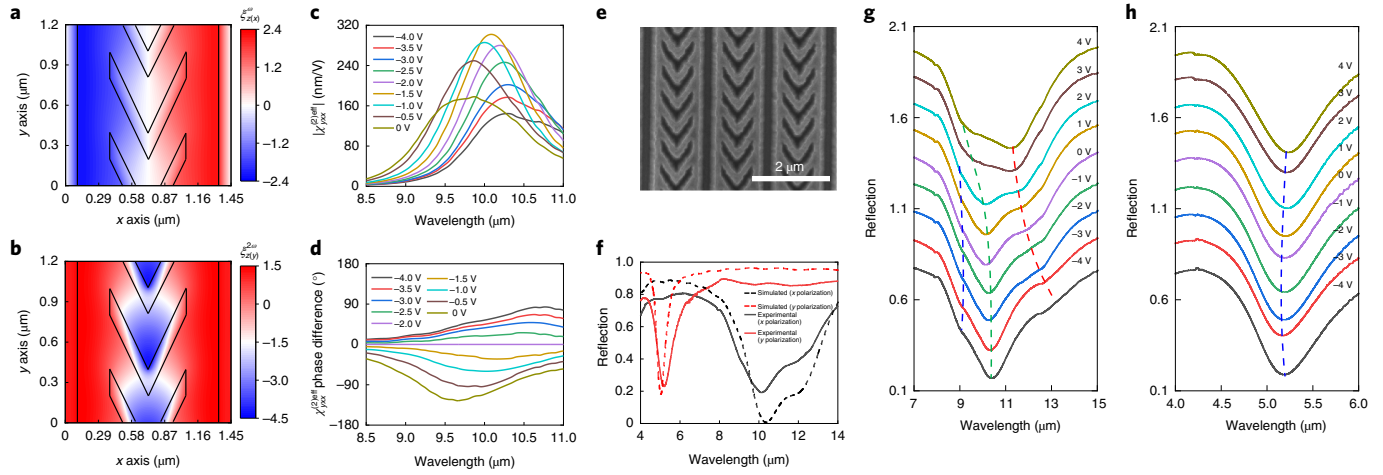 a
ξωz(x)
1.2
0.9
0.6
0.3
0
y axis (μm)
0 0.29 0.58 0.87 1.16 1.45
x axis (μm)
2.4
1.2
0
−1.2
−2.4
b
ξ2ωz(y)
1.2
0.9
0.6
0.3
0
y axis (μm)
0 0.29 0.58 0.87 1.16 1.45
x axis (μm)
1.5
0
−1.5
−3.0
−4.5
c
320
240
160
80
0
|χ(2)effyxx| (nm/V)
−4.0 V
−3.5 V
−3.0 V
−2.5 V
−2.0 V
−1.5 V
−1.0 V
−0.5 V
0 V
8.5 9.0 9.5 10.0 10.5 11.0
Wavelength (μm)
d
180
90
0
−90
−180
χ(2)effyxx phase difference (°)
−4.0 V
−3.5 V
−3.0 V
−2.5 V
−2.0 V
−1.5 V
−1.0 V
−0.5 V
0 V
8.5 9.0 9.5 10.0 10.5 11.0
Wavelength (μm)
e
2 μm
f
1.0
0.8
0.6
0.4
0.2
0
Reflection
Simulated (x polarization)
Simulated (y polarization)
Experimental
(x polarization)
Experimental
(y polarization)
4 6 8 10 12 14
Wavelength (μm)
g
2.1
1.6
1.1
0.6
0.1
Reflection
4 V
3 V
2 V
1 V
0 V
−1 V
−2 V
−3 V
−4 V
7 9 11 13 15
Wavelength (μm)
h
2.1
1.6
1.1
0.6
0.1
Reflection
4 V
3 V
2 V
1 V
0 V
−1 V
−2 V
−3 V
−4 V
4.0 4.5 5.0 5.5 6.0
Wavelength (μm)